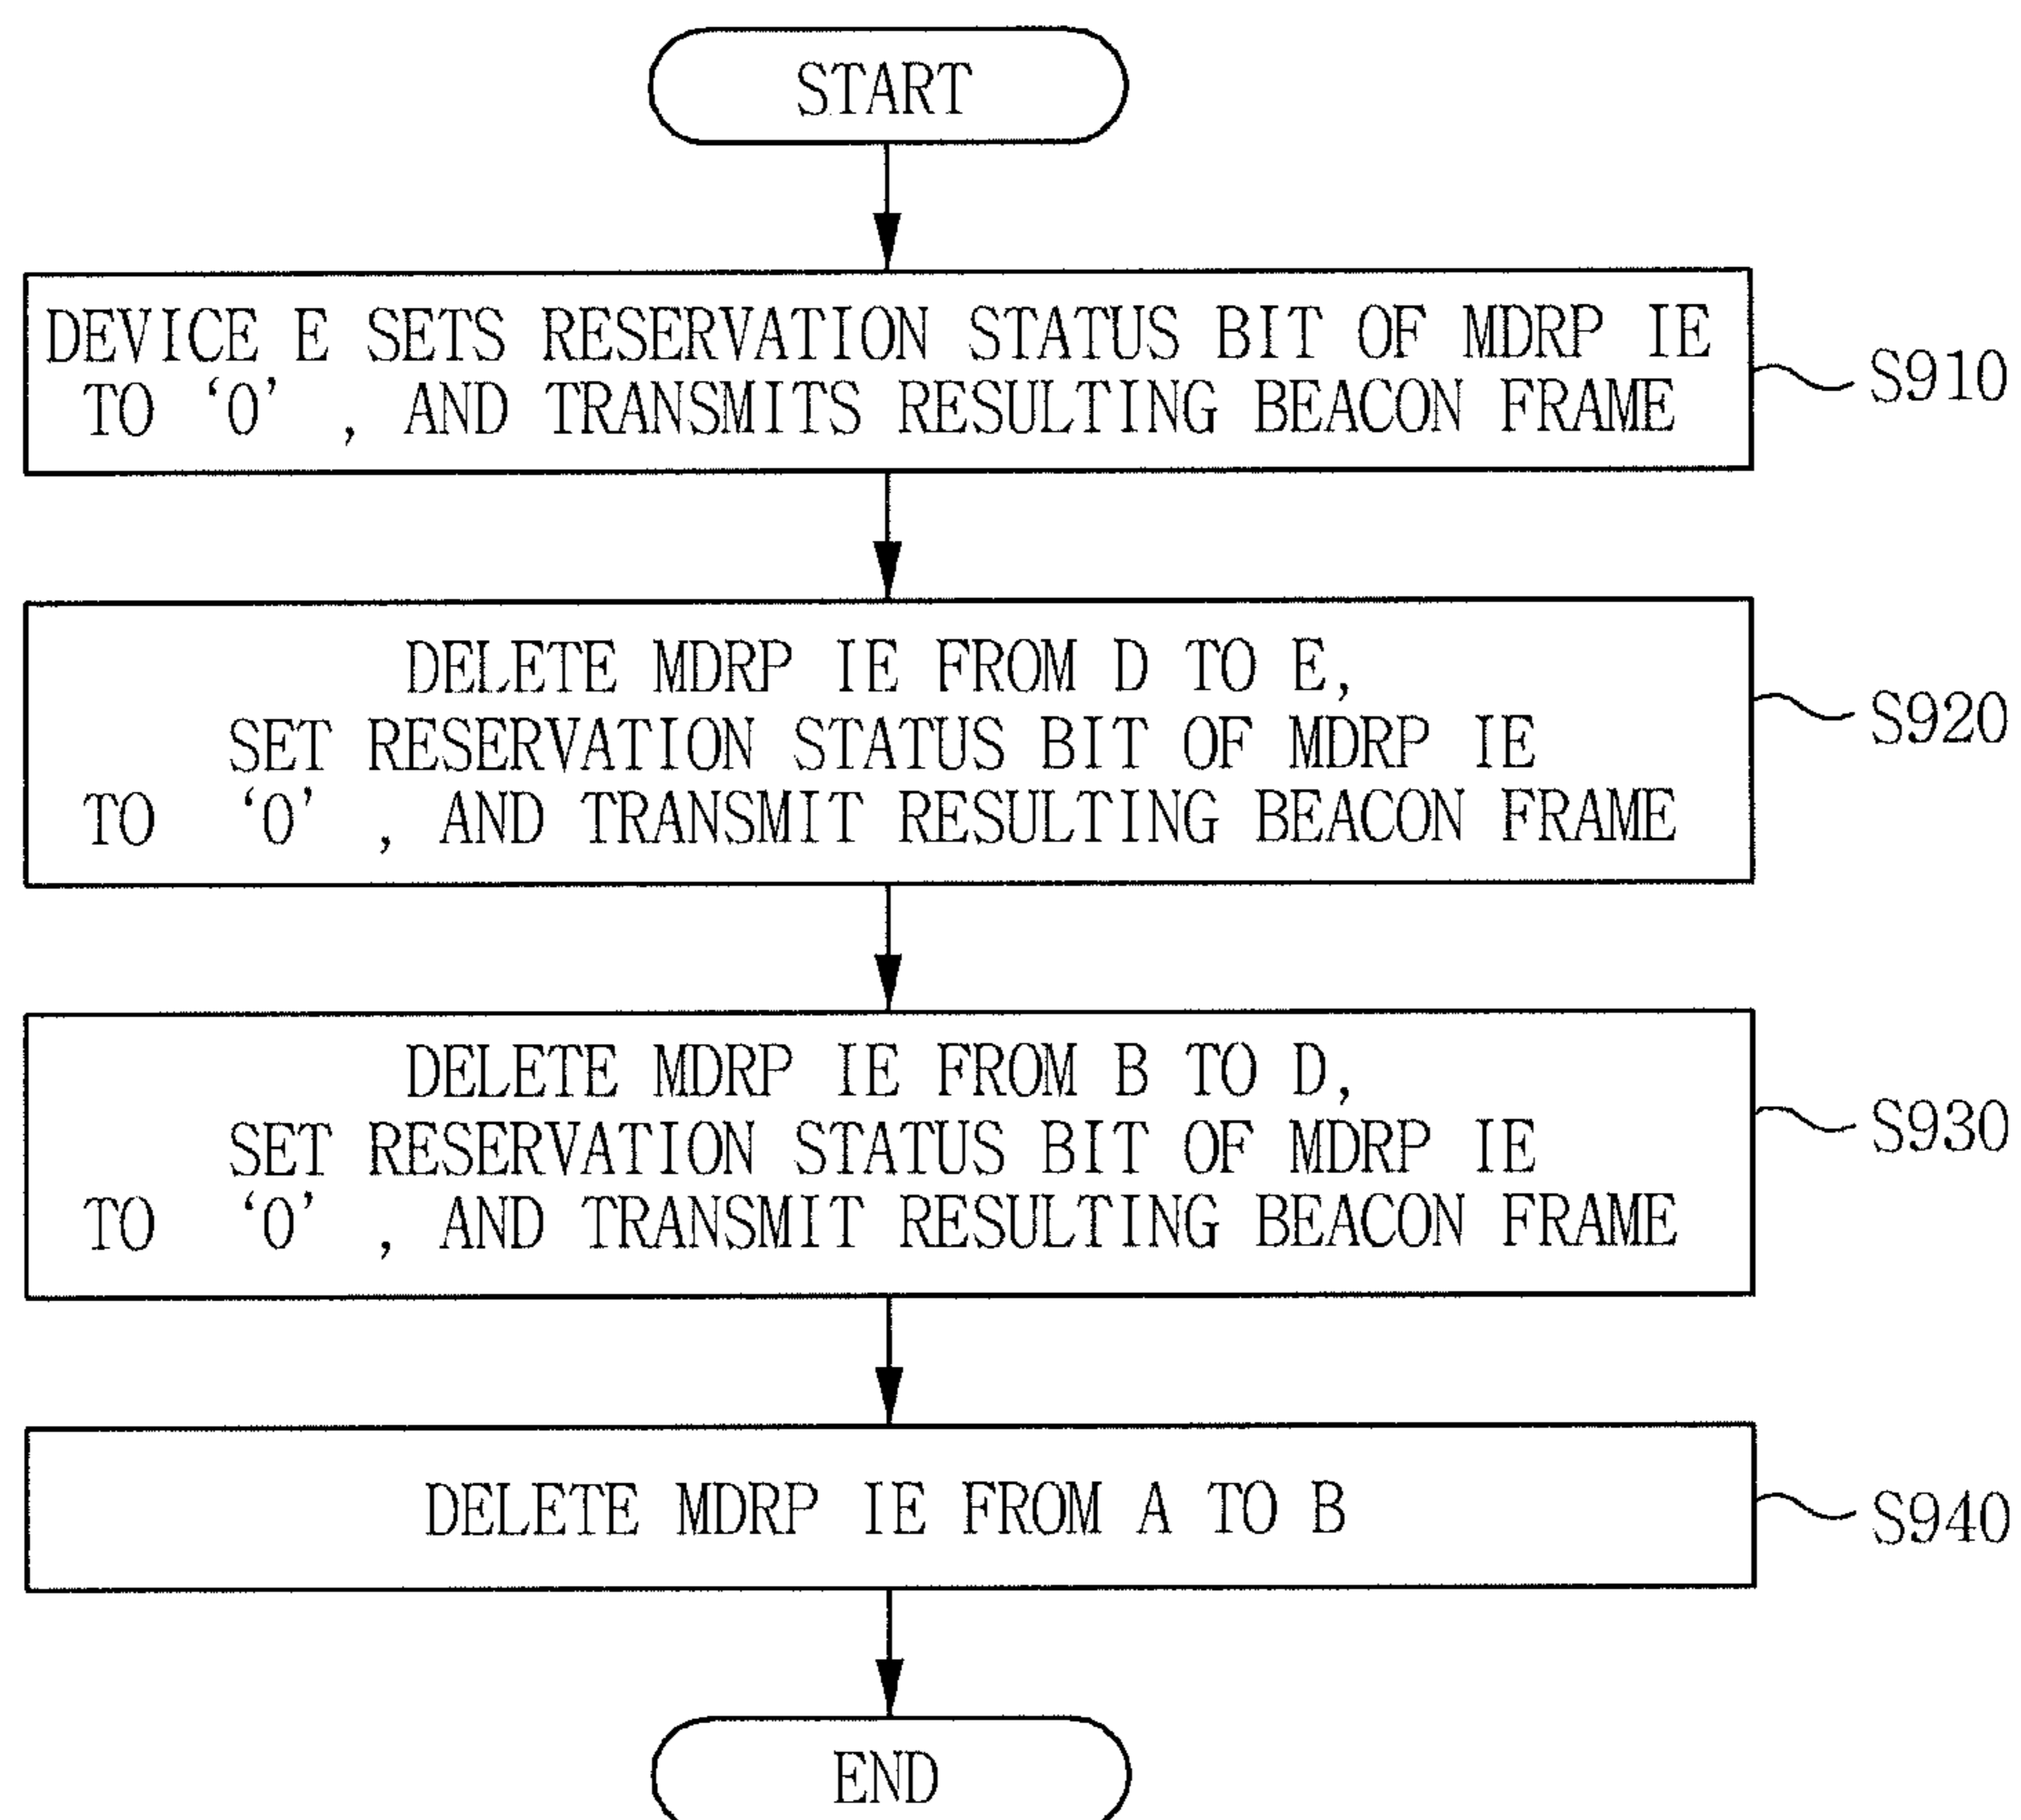 START
DEVICE E SETS RESERVATION STATUS BIT OF MDRP IE
TO '0' , AND TRANSMITS RESULTING BEACON FRAME
S910
DELETE MDRP IE FROM D TO E,
SET RESERVATION STATUS BIT OF MDRP IE
TO '0' , AND TRANSMIT RESULTING BEACON FRAME
S920
DELETE MDRP IE FROM B TO D,
SET RESERVATION STATUS BIT OF MDRP IE
TO '0' , AND TRANSMIT RESULTING BEACON FRAME
S930
DELETE MDRP IE FROM A TO B
S940
END